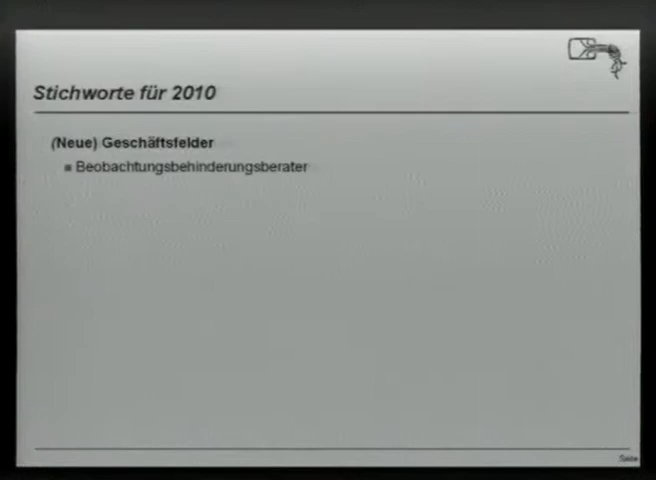 Stichworte für 2010
(Neue) Geschäftsfelder
Beobachtungsbehinderungsberater
Seite